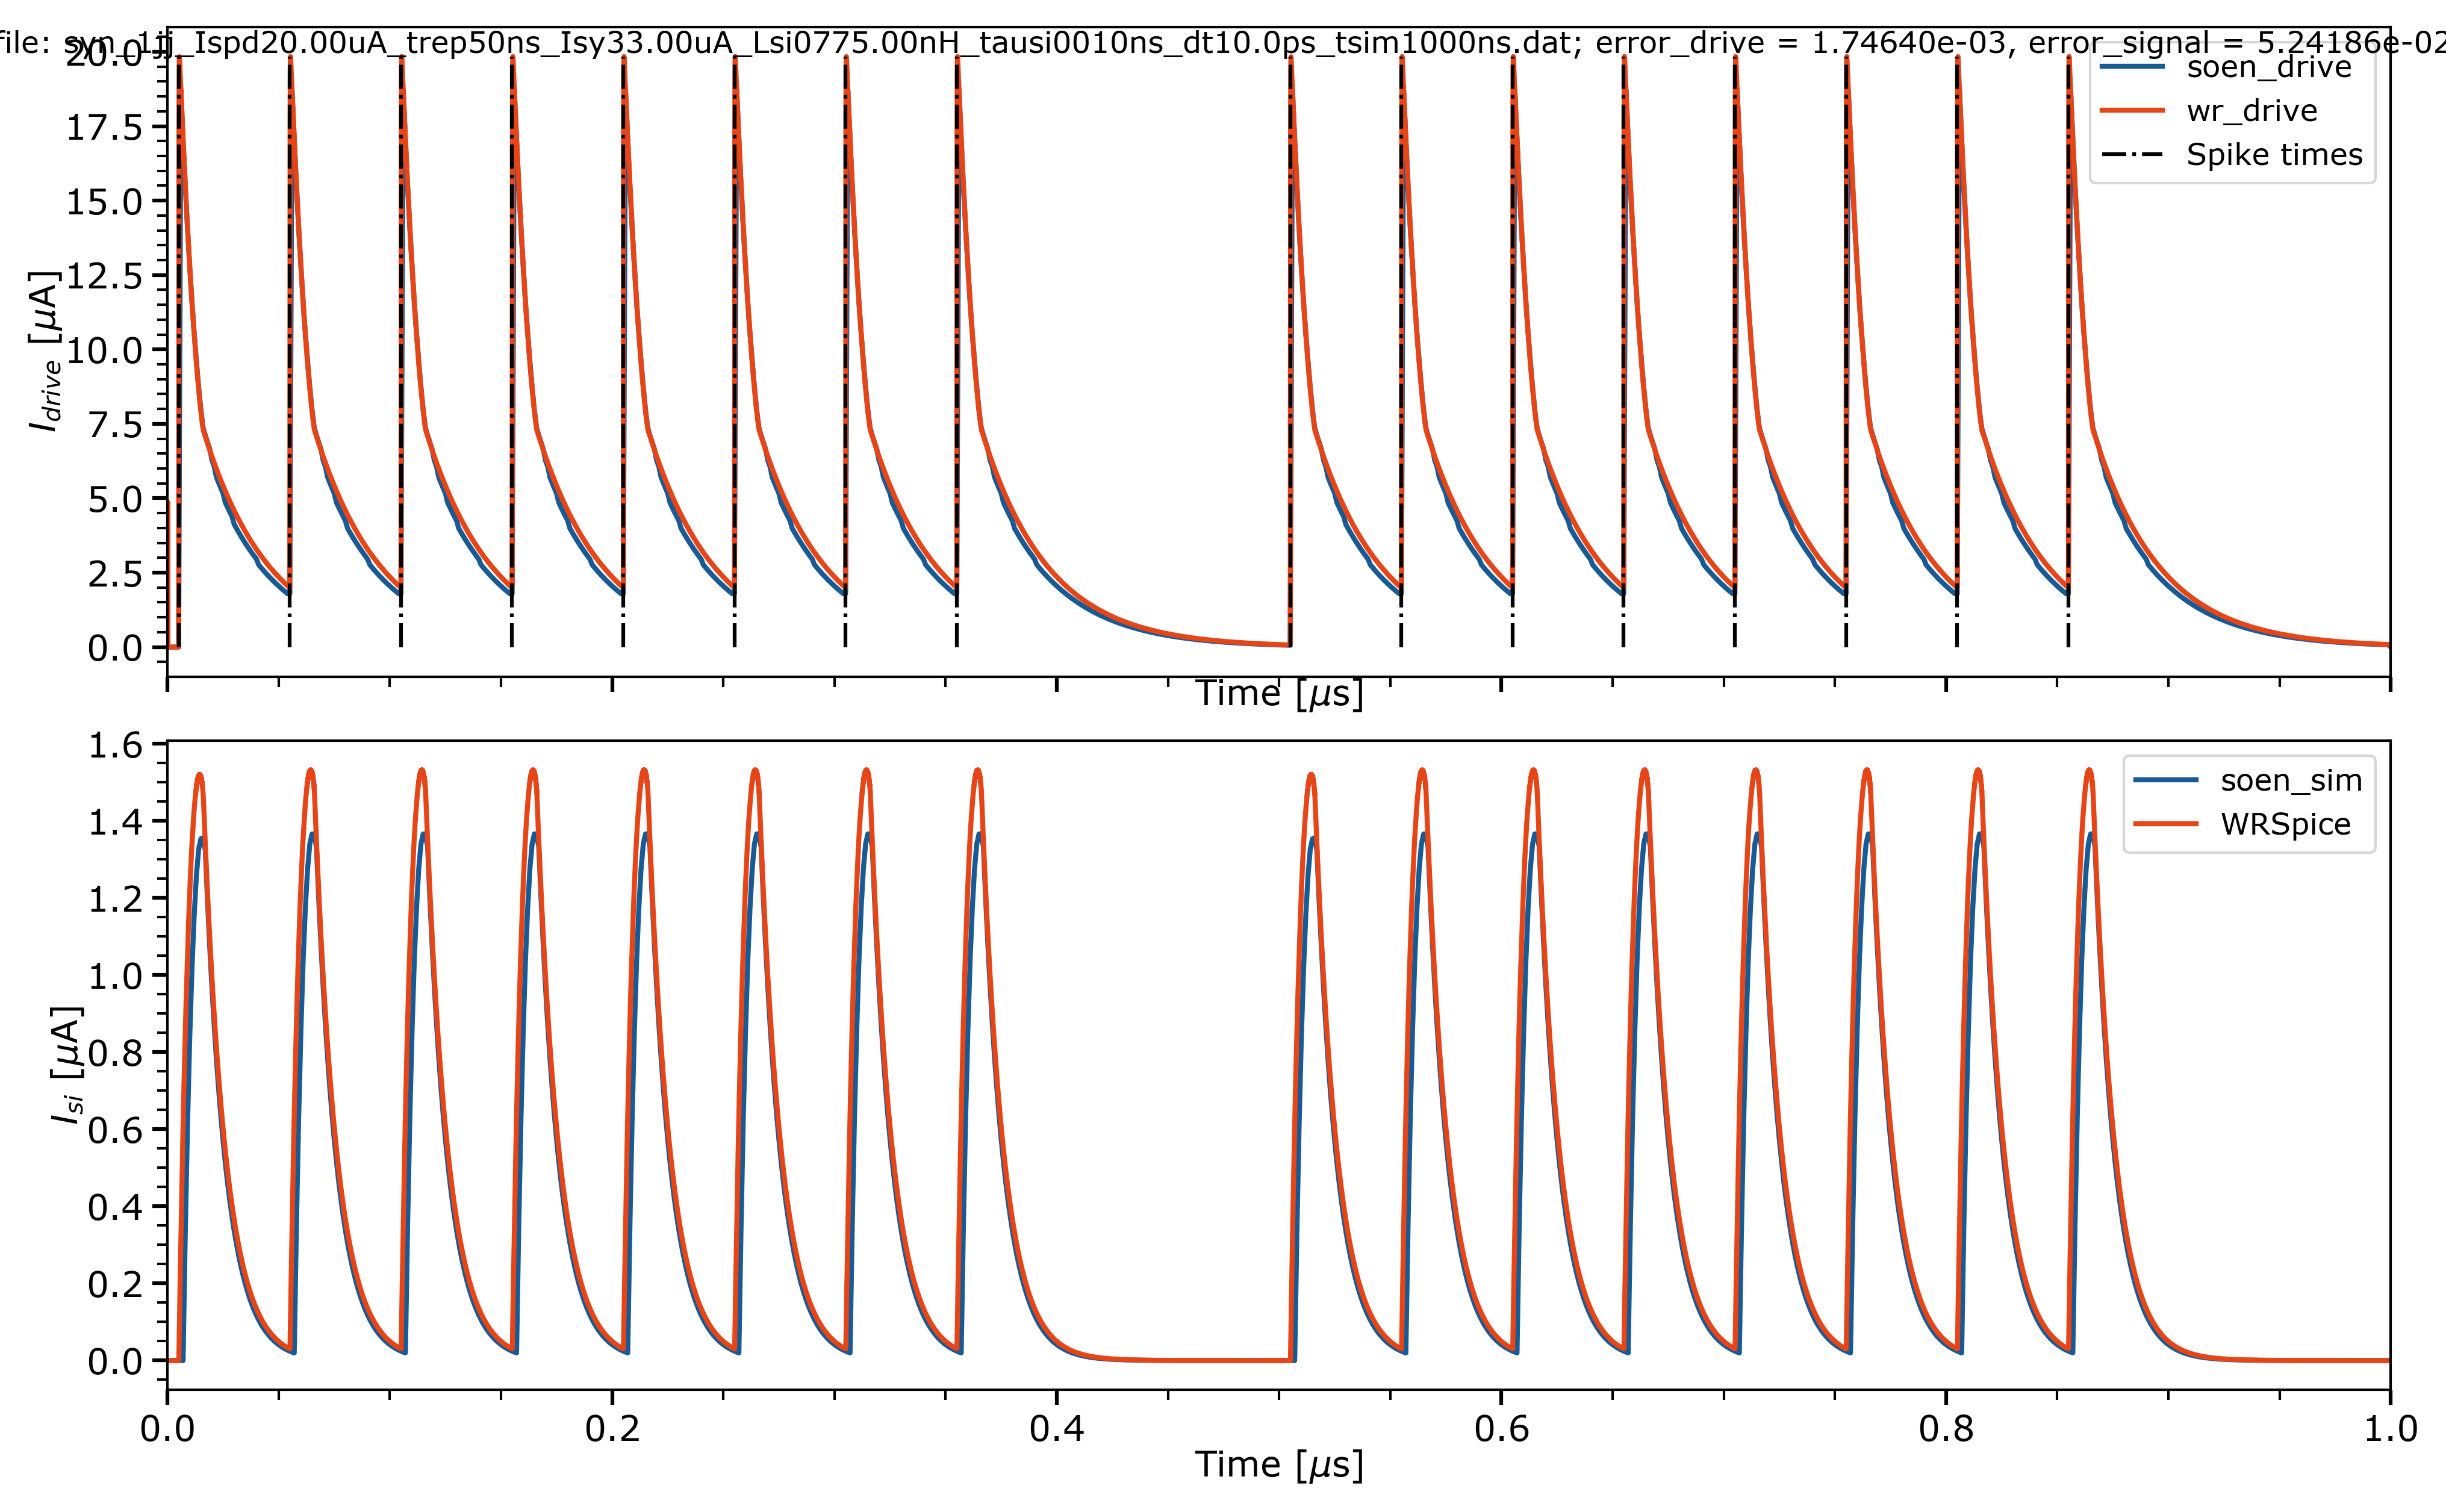 file: syn_1jj_Ispd20.00uA_trep50ns_Isy33.00uA_Lsi0775.00nH_tausi0010ns_dt10.0ps_tsim1000ns.dat; error_drive = 1.74640e-03, error_signal = 5.24186e-02
20.0
17.5
15.0
12.5
10.0
7.5
5.0
2.5
0.0
I_drive [μA]
soen_drive
wr_drive
Spike times
Time [μs]
1.6
1.4
1.2
1.0
0.8
0.6
0.4
0.2
0.0
I_si [μA]
soen_sim
WRSpice
0.0 0.2 0.4 0.6 0.8 1.0
Time [μs]